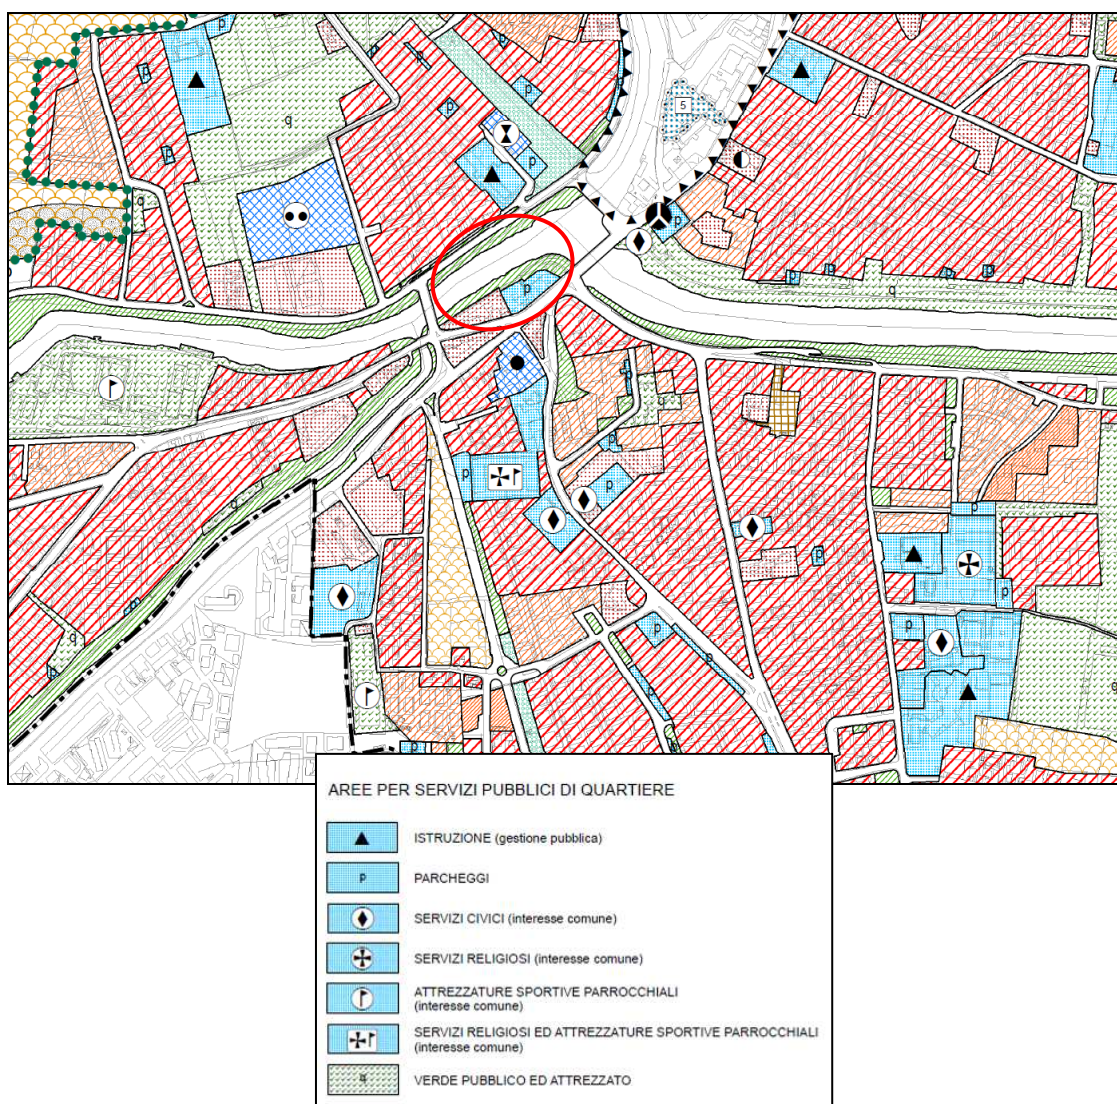 p
p
5
q
p
p
p
p
p
p
p
p
p
q
p
q
q
p
p
p
p
p
p
p
p
q
q
p
p
p
p
q
p
p
AREE PER SERVIZI PUBBLICI DI QUARTIERE
ISTRUZIONE (gestione pubblica)
p
PARCHEGGI
SERVIZI CIVICI (interesse comune)
SERVIZI RELIGIOSI (interesse comune)
ATTREZZATURE SPORTIVE PARROCCHIALI
(interesse comune)
SERVIZI RELIGIOSI ED ATTREZZATURE SPORTIVE PARROCCHIALI
(interesse comune)
q
VERDE PUBBLICO ED ATTREZZATO